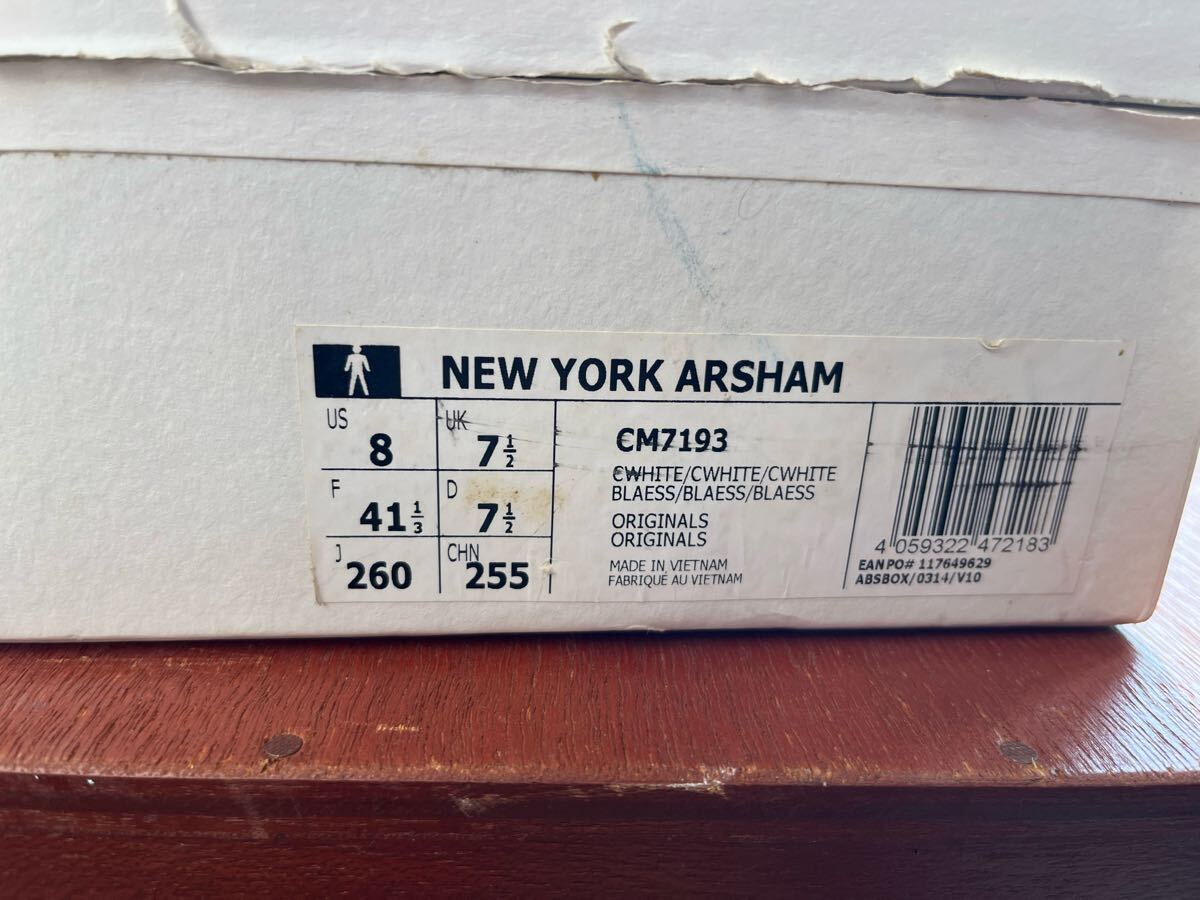 NEW YORK ARSHAM
US 8
UK 7½
F 41⅓
D 7½
J 260
CHN 255
CM7193
CWHITE/CWHITE/CWHITE
BLAESS/BLAESS/BLAESS
ORIGINALS
ORIGINALS
MADE IN VIETNAM
FABRIQUÉ AU VIETNAM
4 059322 472183
EAN PO# 117649629
ABSBOX/0314/V10